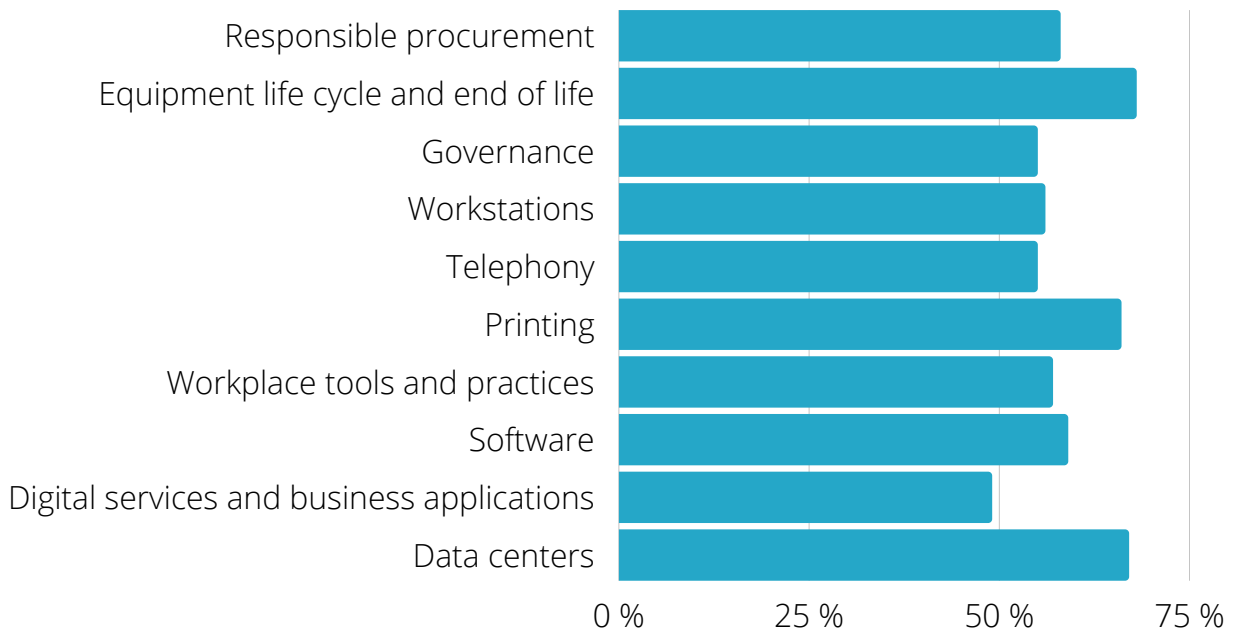 Responsible procurement
Equipment life cycle and end of life
Governance
Workstations
Telephony
Printing
Workplace tools and practices
Software
Digital services and business applications
Data centers
0 % 25 % 50 % 75 %